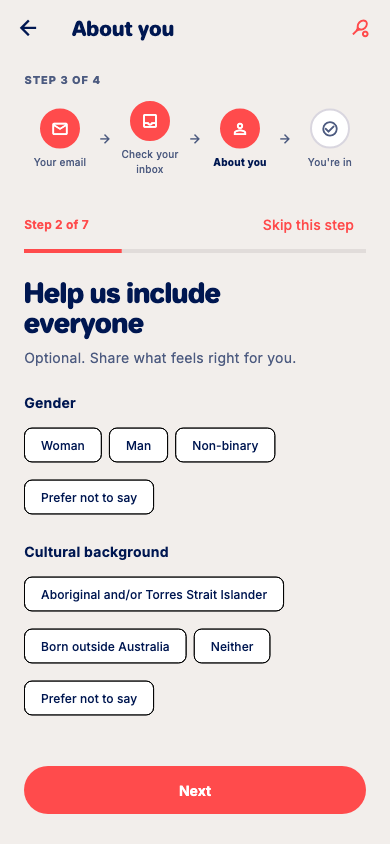 About you
STEP 3 OF 4
Your email
Check your
inbox
About you
You're in
Step 2 of 7
Skip this step
Help us include
everyone
Optional. Share what feels right for you.
Gender
Woman
Man
Non-binary
Prefer not to say
Cultural background
Aboriginal and/or Torres Strait Islander
Born outside Australia
Neither
Prefer not to say
Next